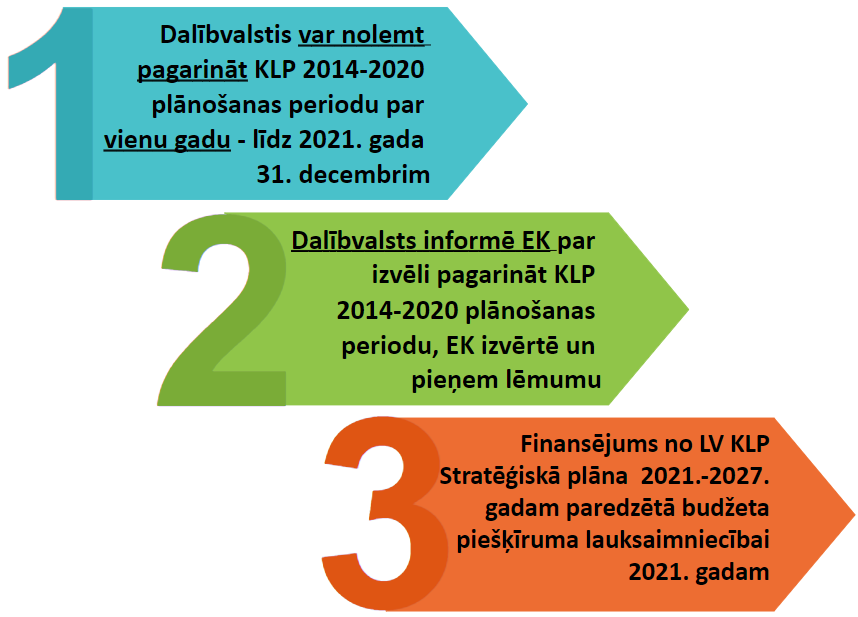 1
Dalībvalstis var nolemt
pagarināt KLP 2014-2020
plānošanas periodu par
vienu gadu - līdz 2021. gada
31. decembrim
2
Dalībvalsts informē EK par
izvēli pagarināt KLP
2014-2020 plānošanas
periodu, EK izvērtē un
pieņem lēmumu
3
Finansējums no LV KLP
Stratēģiskā plāna 2021.-2027.
gadam paredzētā budžeta
piešķīruma lauksaimniecībai
2021. gadam